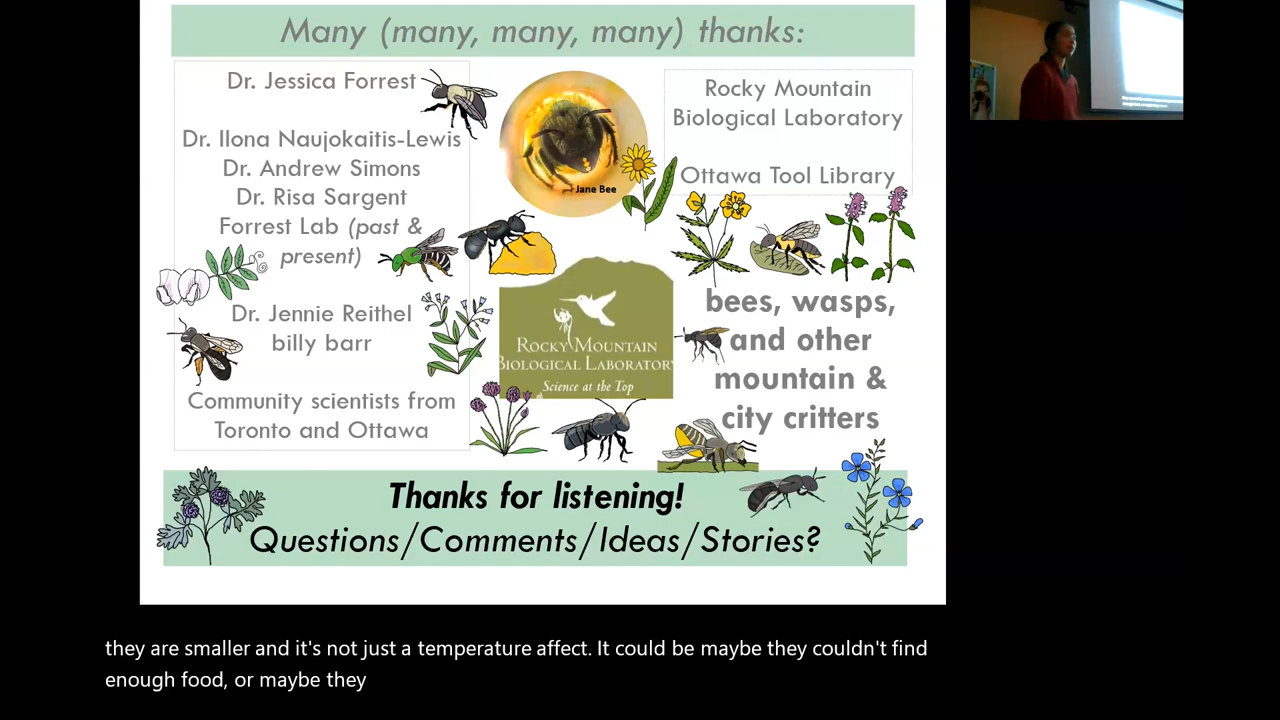 Many (many, many, many) thanks:
Dr. Jessica Forrest
Dr. Ilona Naujokaitis-Lewis
Dr. Andrew Simons
Dr. Risa Sargent
Forrest Lab (past &
present)
Dr. Jennie Reithel
billy barr
Community scientists from
Toronto and Ottawa
Jane Bee
ROCKY MOUNTAIN
BIOLOGICAL LABORATORY
Science at the Top
Rocky Mountain
Biological Laboratory
Ottawa Tool Library
bees, wasps,
and other
mountain &
city critters
Thanks for listening!
Questions/Comments/Ideas/Stories?
they are smaller and it's not just a temperature affect. It could be maybe they couldn't find
enough food, or maybe they